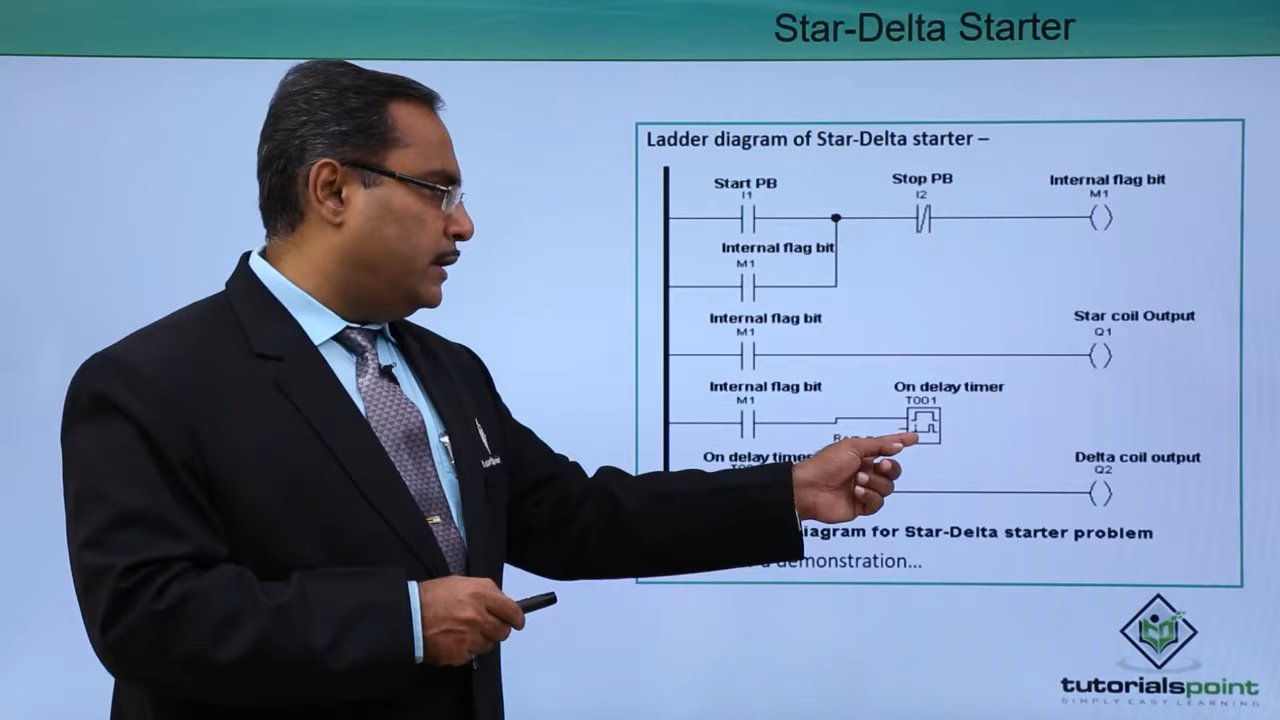 Star-Delta Starter
Ladder diagram of Star-Delta starter –
Start PB
I1
Stop PB
I2
Internal flag bit
M1
Internal flag bit
M1
Internal flag bit
M1
Star coil Output
Q1
Internal flag bit
M1
On delay timer
T001
On delay timer
Delta coil output
Q2
diagram for Star-Delta starter problem
demonstration...
tutorialspoint
SIMPLY EASY LEARNING